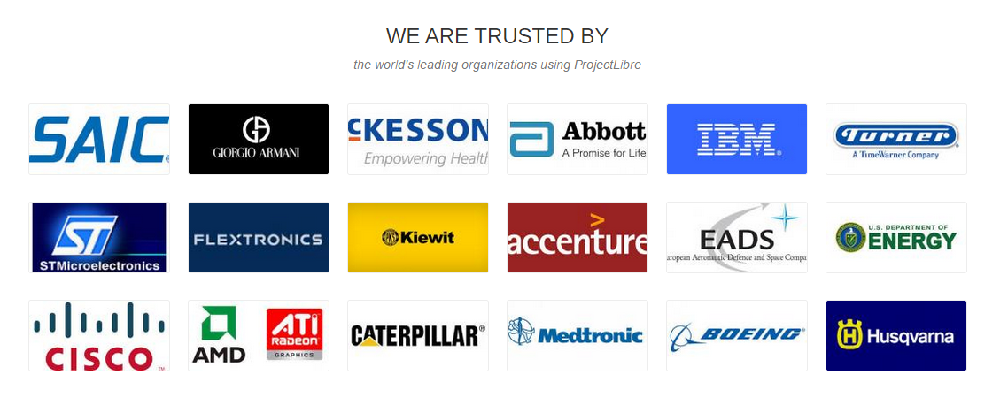 WE ARE TRUSTED BY
the world's leading organizations using ProjectLibre
SAIC
GA
GIORGIO ARMANI
cKESSON
Empowering Health
Abbott
A Promise for Life
IBM®
Turner®
A TimeWarner Company
ST
STMicroelectronics
FLEXTRONICS
Kiewit
>
accenture
EADS
uropean Aeronautic Defence and Space Compa
U.S. DEPARTMENT OF
ENERGY
CISCO™
AMD
ATI
RADEON
GRAPHICS
CATERPILLAR®
Medtronic
BOEING®
H Husqvarna